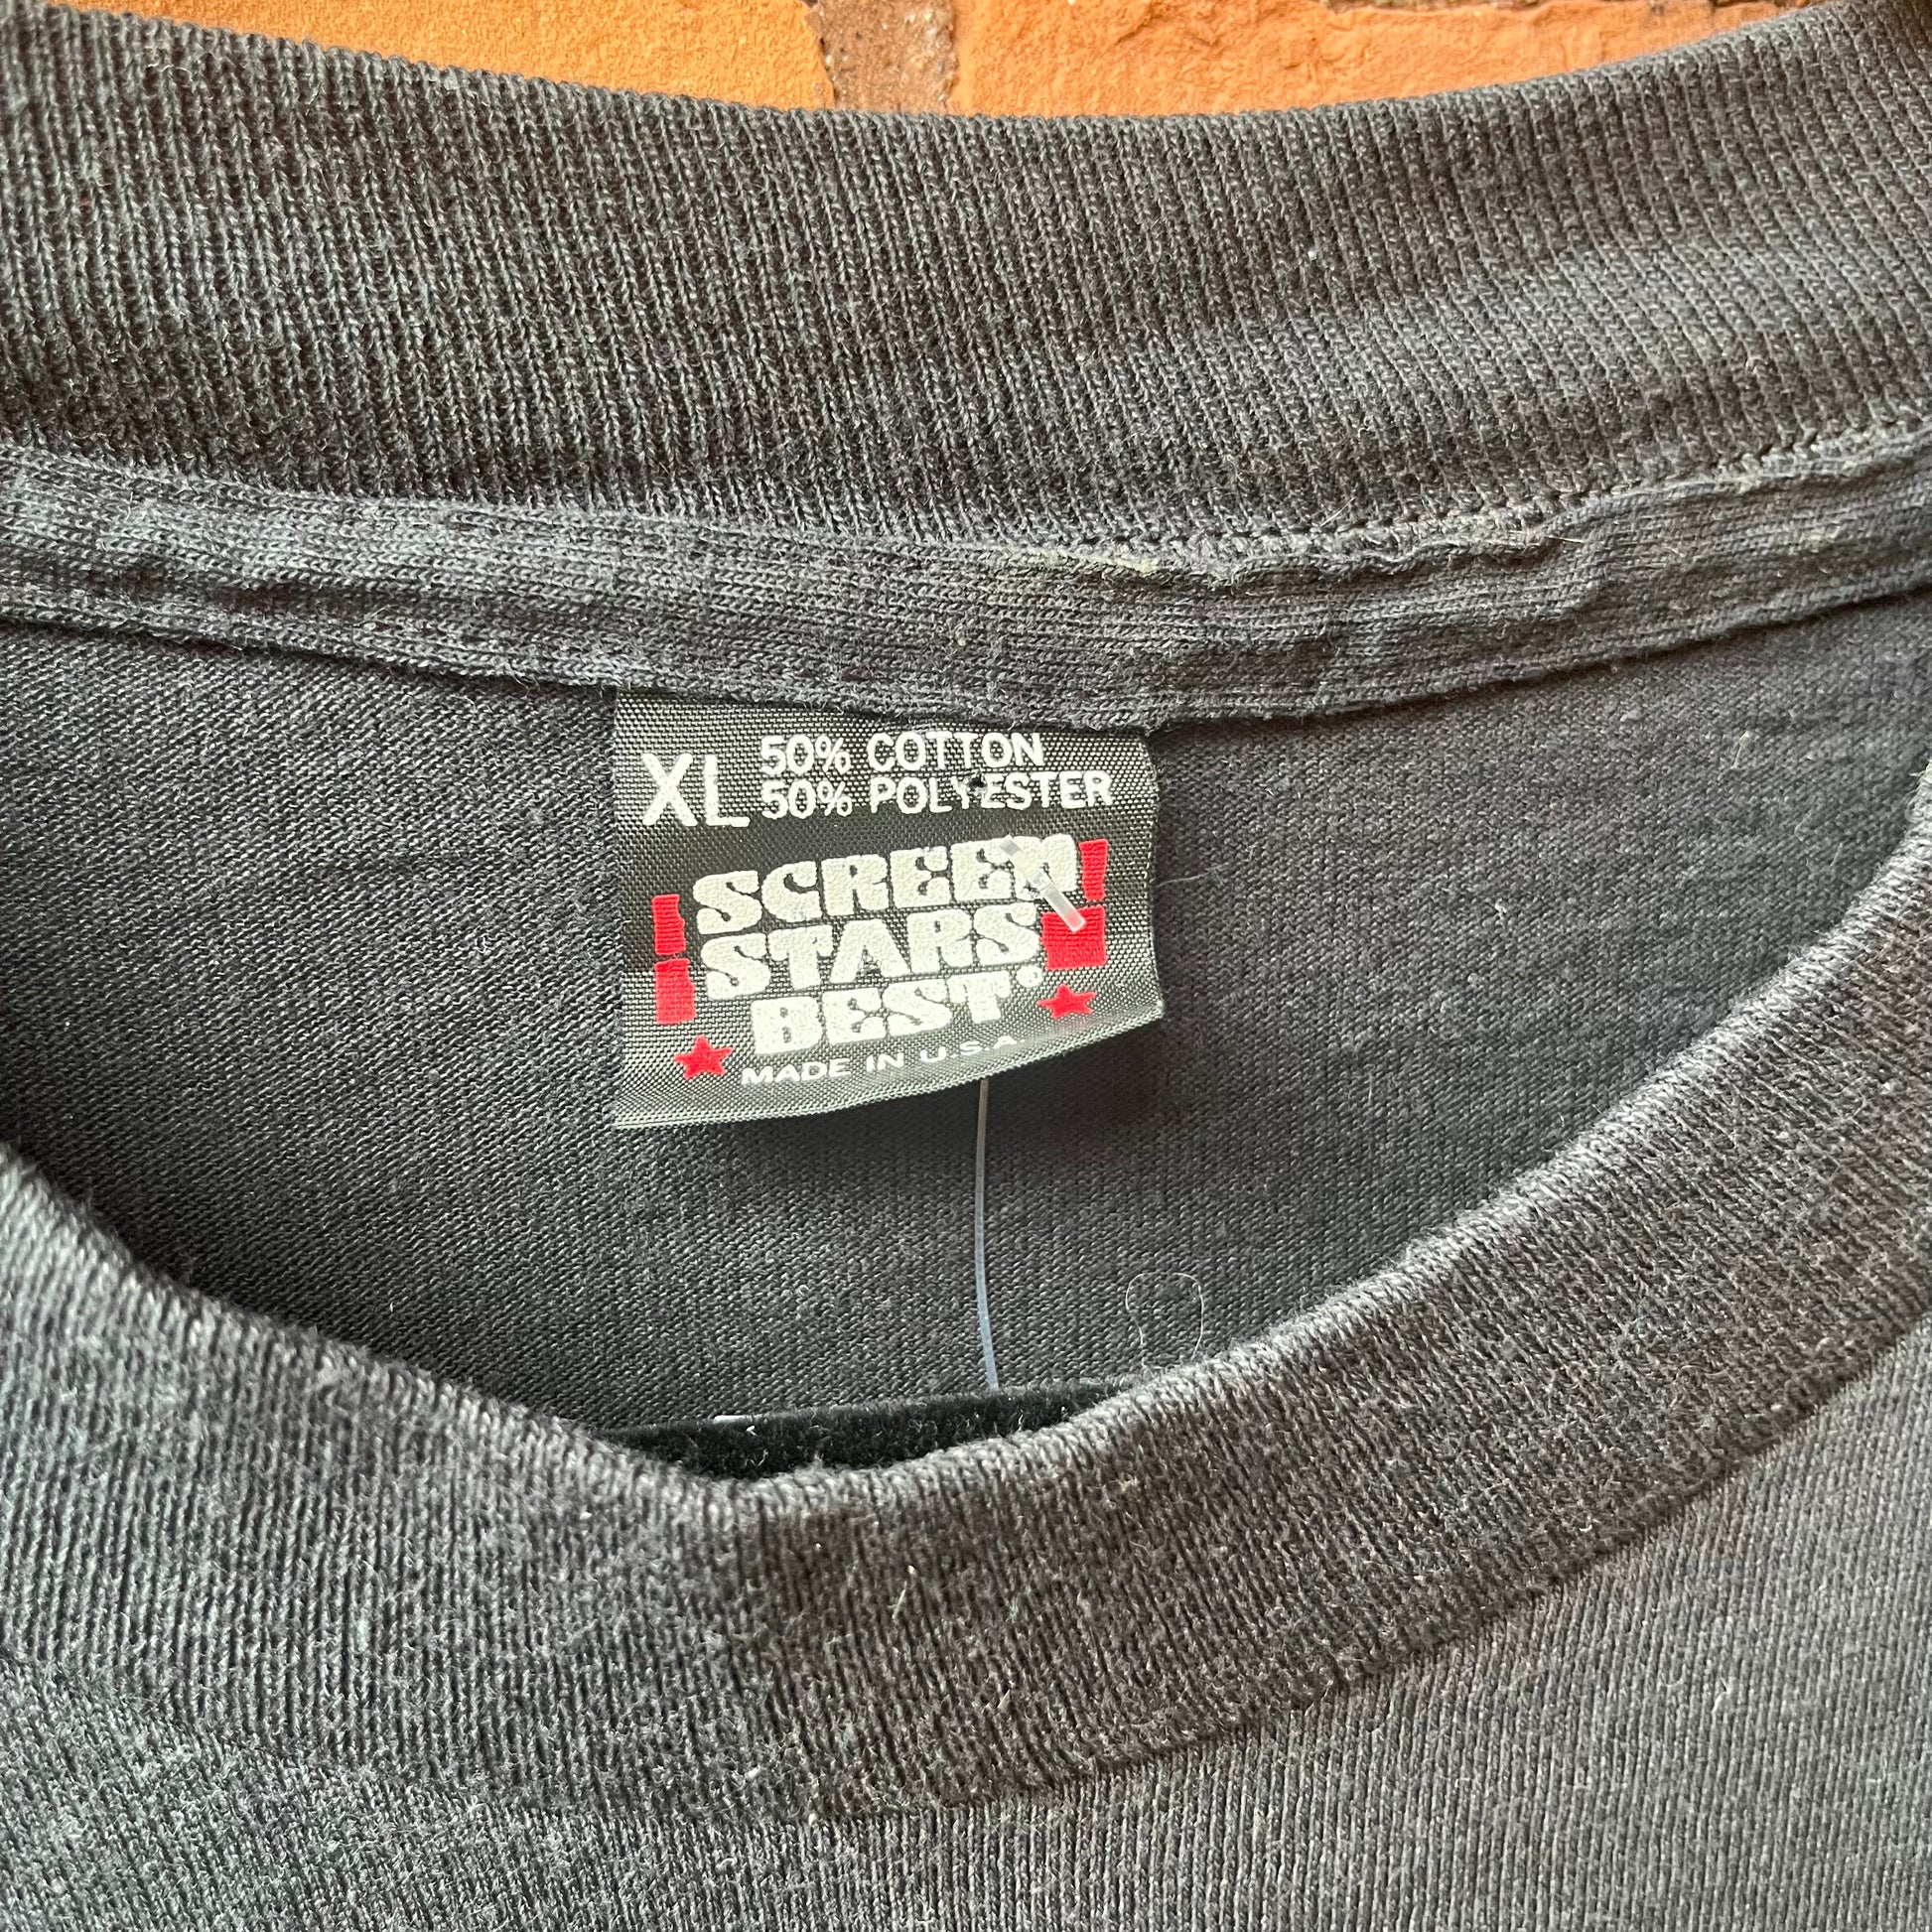 XL 50% COTTON
50% POLYESTER
SCREEN
STARS
BEST®
MADE IN U.S.A.